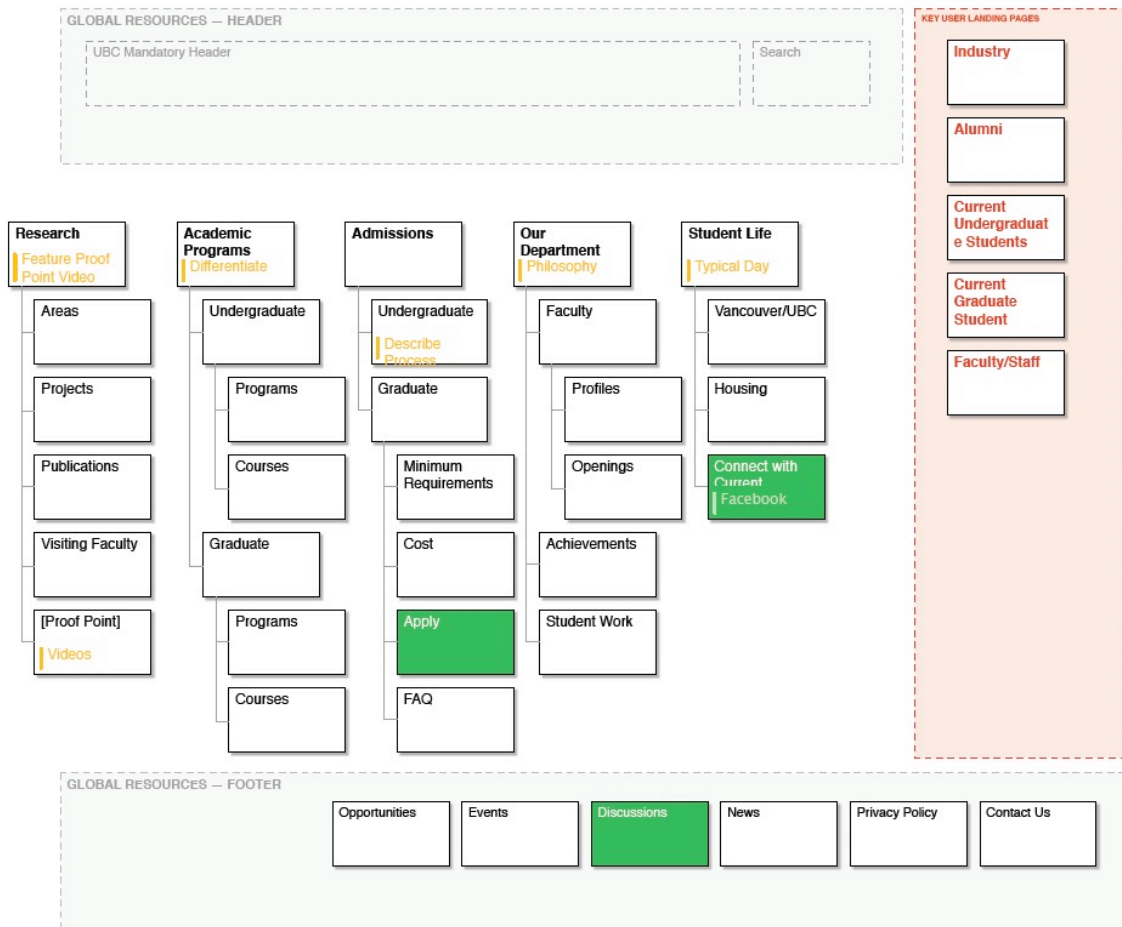 GLOBAL RESOURCES — HEADER
UBC Mandatory Header
Search
KEY USER LANDING PAGES
Industry
Alumni
Current
Undergraduat
e Students
Current
Graduate
Student
Faculty/Staff
Research
Feature Proof
Point Video
Areas
Projects
Publications
Visiting Faculty
[Proof Point]
Videos
Academic
Programs
Differentiate
Undergraduate
Programs
Courses
Graduate
Programs
Courses
Admissions
Undergraduate
Describe
Process
Graduate
Minimum
Requirements
Cost
Apply
FAQ
Our
Department
Philosophy
Faculty
Profiles
Openings
Achievements
Student Work
Student Life
Typical Day
Vancouver/UBC
Housing
Connect with
Current
Facebook
GLOBAL RESOURCES — FOOTER
Opportunities
Events
Discussions
News
Privacy Policy
Contact Us